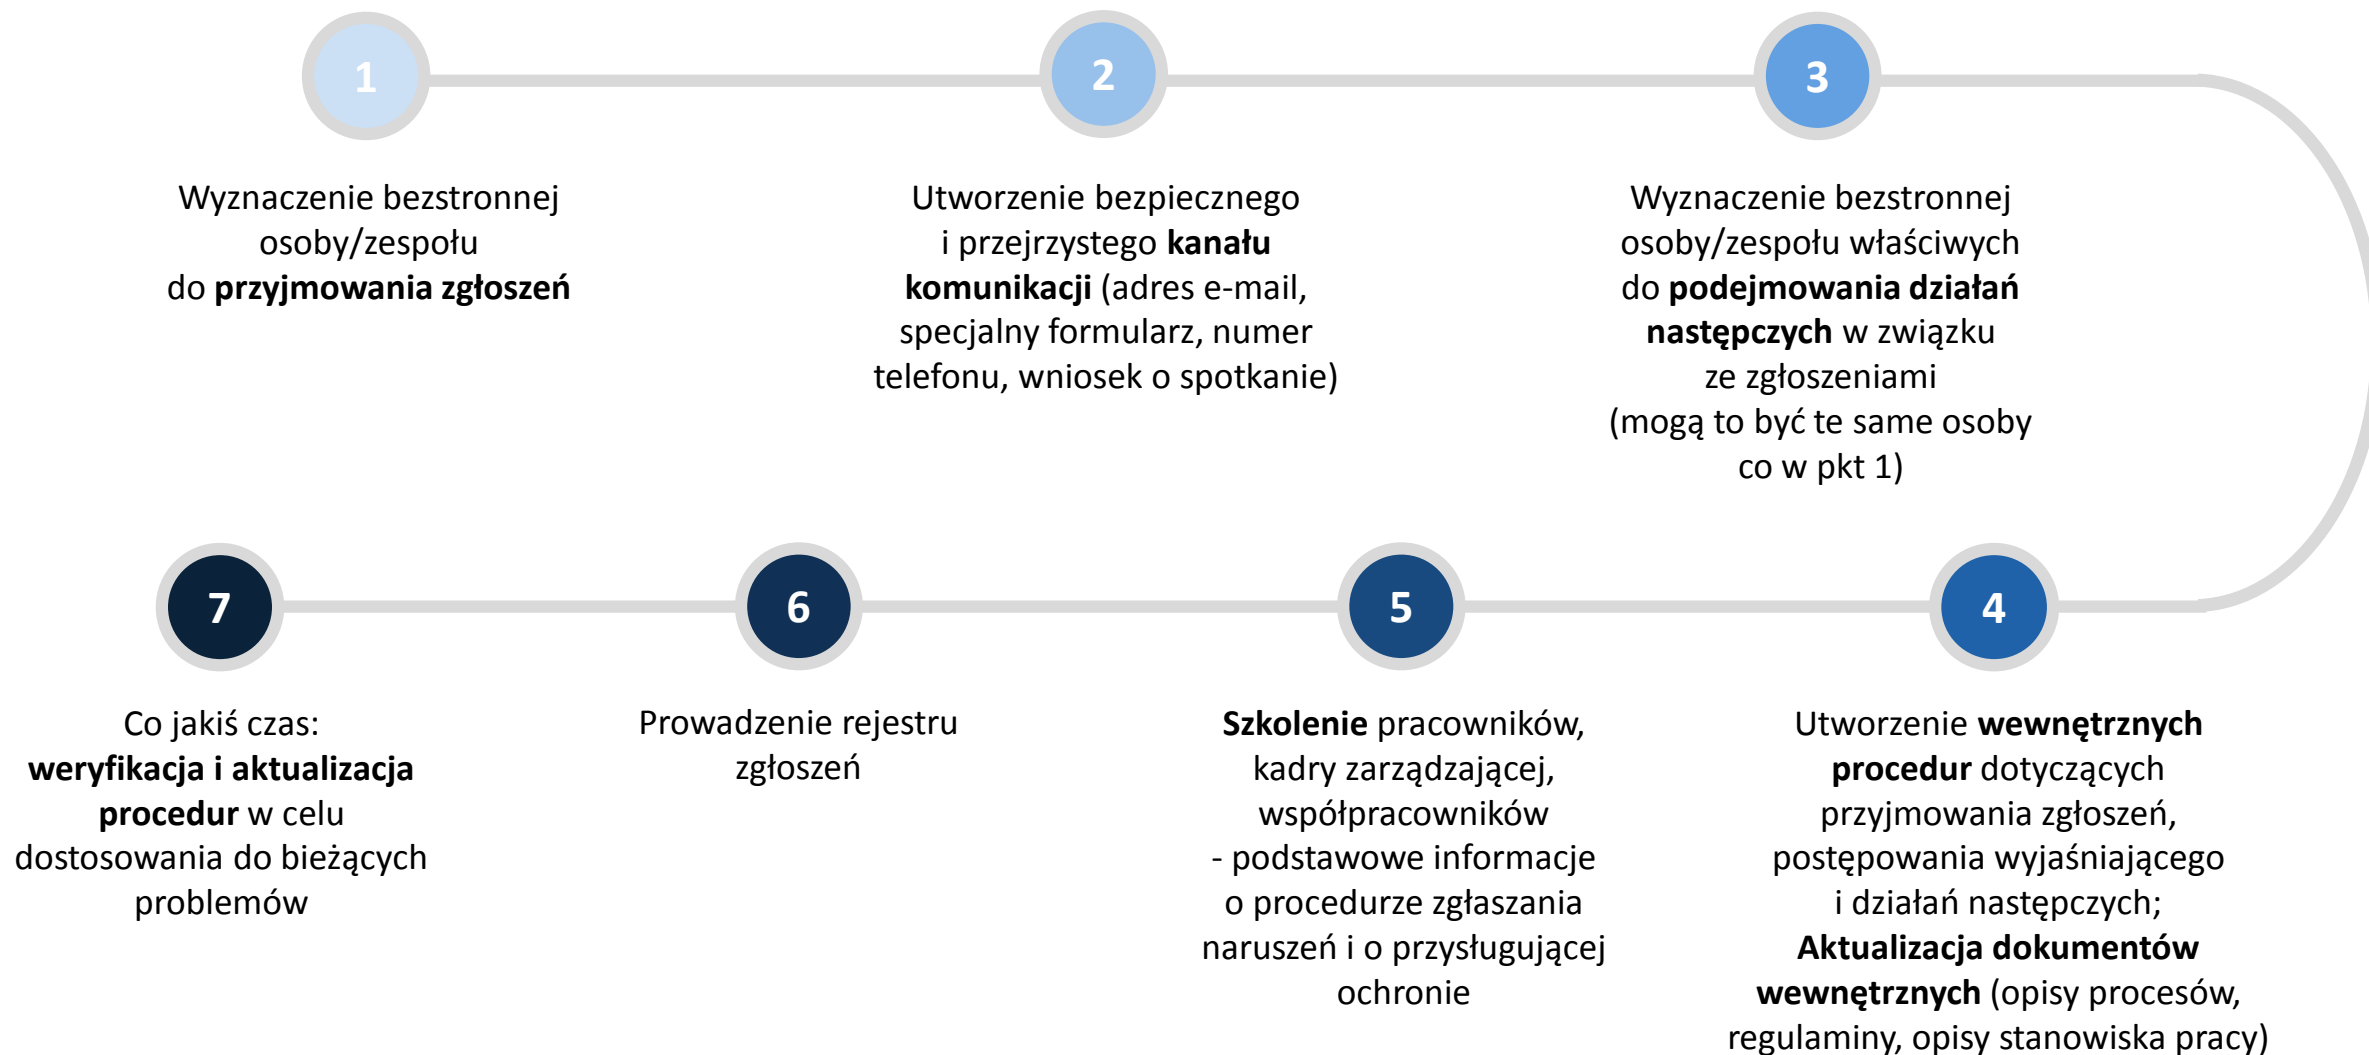 1
Wyznaczenie bezstronnej
osoby/zespołu
do przyjmowania zgłoszeń
2
Utworzenie bezpiecznego
i przejrzystego kanału
komunikacji (adres e-mail,
specjalny formularz, numer
telefonu, wniosek o spotkanie)
3
Wyznaczenie bezstronnej
osoby/zespołu właściwych
do podejmowania działań
następczych w związku
ze zgłoszeniami
(mogą to być te same osoby
co w pkt 1)
4
Utworzenie wewnętrznych
procedur dotyczących
przyjmowania zgłoszeń,
postępowania wyjaśniającego
i działań następczych;
Aktualizacja dokumentów
wewnętrznych (opisy procesów,
regulaminy, opisy stanowiska pracy)
5
Szkolenie pracowników,
kadry zarządzającej,
współpracowników
- podstawowe informacje
o procedurze zgłaszania
naruszeń i o przysługującej
ochronie
6
Prowadzenie rejestru
zgłoszeń
7
Co jakiś czas:
weryfikacja i aktualizacja
procedur w celu
dostosowania do bieżących
problemów